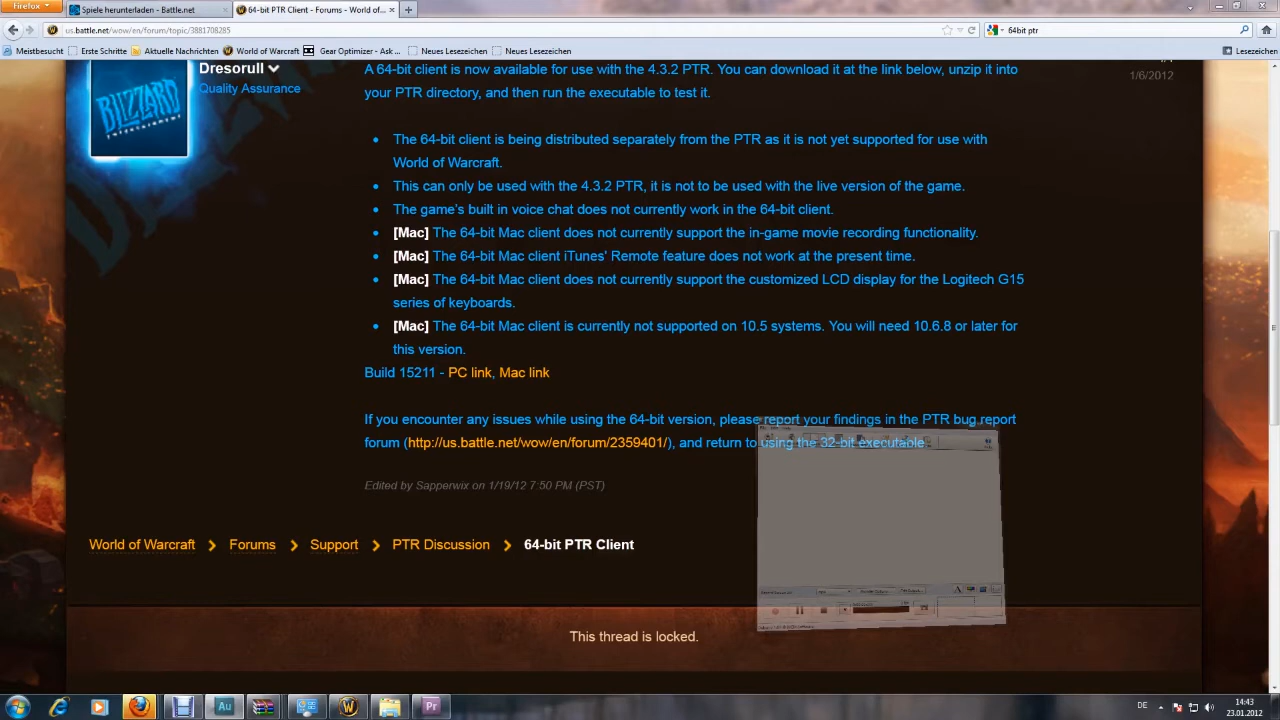 Firefox
Spiele herunterladen - Battle.net
64-bit PTR Client - Forums - World of...
us.battle.net/wow/en/forum/topic/3881708285
64bit ptr
Meistbesucht
Erste Schritte
Aktuelle Nachrichten
World of Warcraft
Gear Optimizer - Ask ...
Neues Lesezeichen
Neues Lesezeichen
Lesezeichen
Dresorull
Quality Assurance
BLIZZARD
entertainment
1/6/2012
A 64-bit client is now available for use with the 4.3.2 PTR. You can download it at the link below, unzip it into
your PTR directory, and then run the executable to test it.
The 64-bit client is being distributed separately from the PTR as it is not yet supported for use with
World of Warcraft.
This can only be used with the 4.3.2 PTR, it is not to be used with the live version of the game.
The game's built in voice chat does not currently work in the 64-bit client.
[Mac] The 64-bit Mac client does not currently support the in-game movie recording functionality.
[Mac] The 64-bit Mac client iTunes' Remote feature does not work at the present time.
[Mac] The 64-bit Mac client does not currently support the customized LCD display for the Logitech G15
series of keyboards.
[Mac] The 64-bit Mac client is currently not supported on 10.5 systems. You will need 10.6.8 or later for
this version.
Build 15211 - PC link, Mac link
If you encounter any issues while using the 64-bit version, please report your findings in the PTR bug report
forum (http://us.battle.net/wow/en/forum/2359401/), and return to using the 32-bit executable.
Edited by Sapperwix on 1/19/12 7:50 PM (PST)
World of Warcraft
Forums
Support
PTR Discussion
64-bit PTR Client
This thread is locked.
Au
Pr
DE
14:43
23.01.2012